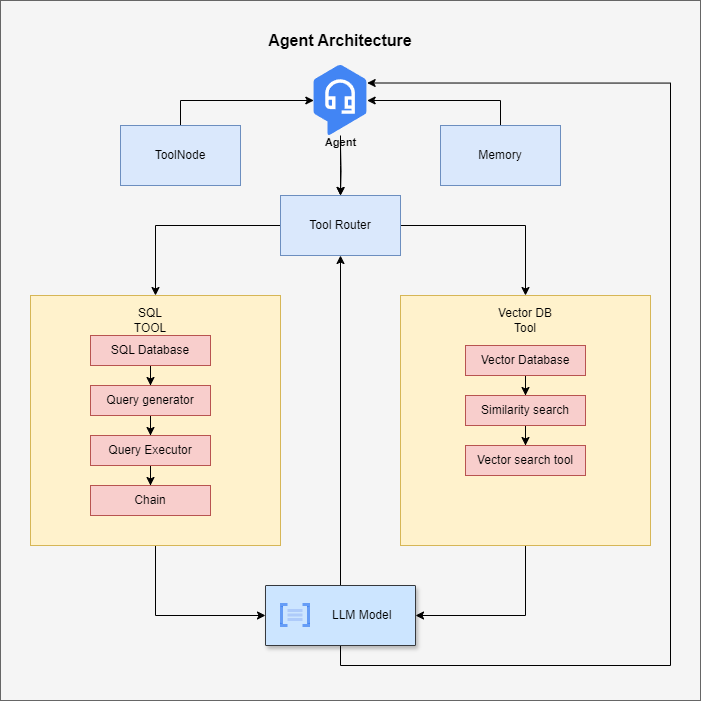 Agent Architecture
Agent
ToolNode
Memory
Tool Router
SQL
TOOL
SQL Database
Query generator
Query Executor
Chain
Vector DB
Tool
Vector Database
Similarity search
Vector search tool
LLM Model